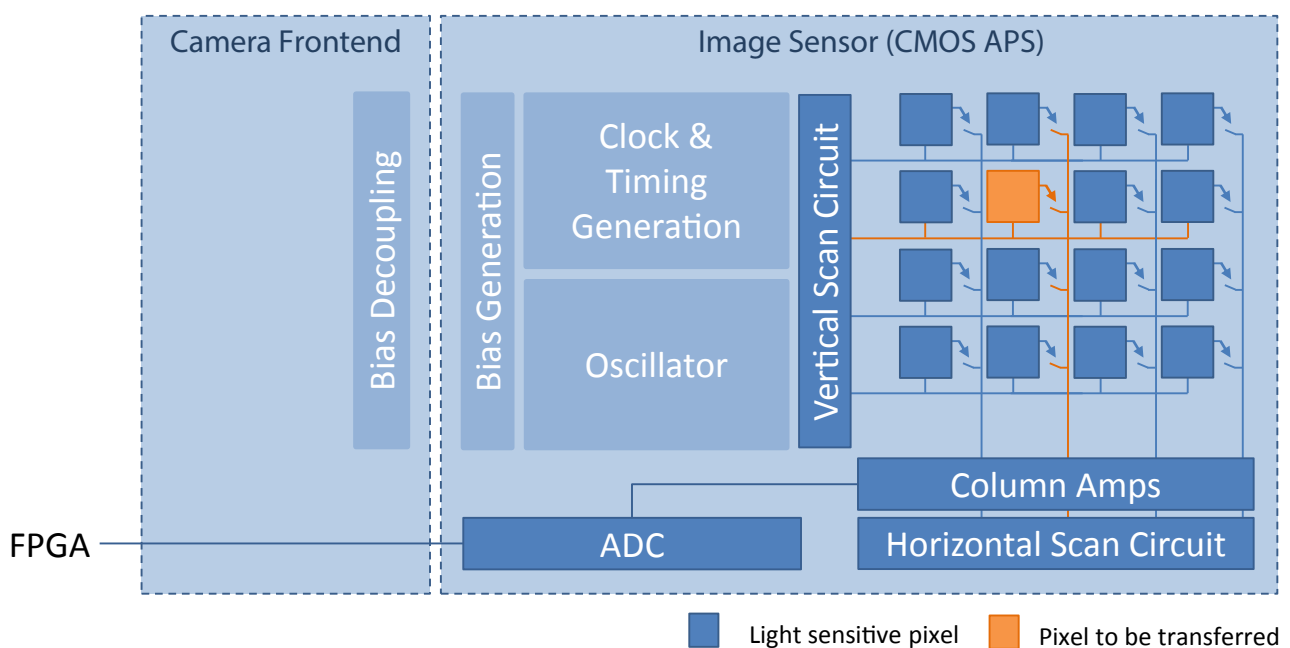 Camera Frontend
Image Sensor (CMOS APS)
Bias Decoupling
Bias Generation
Clock &
Timing
Generation
Oscillator
Vertical Scan Circuit
Column Amps
FPGA
ADC
Horizontal Scan Circuit
Light sensitive pixel
Pixel to be transferred